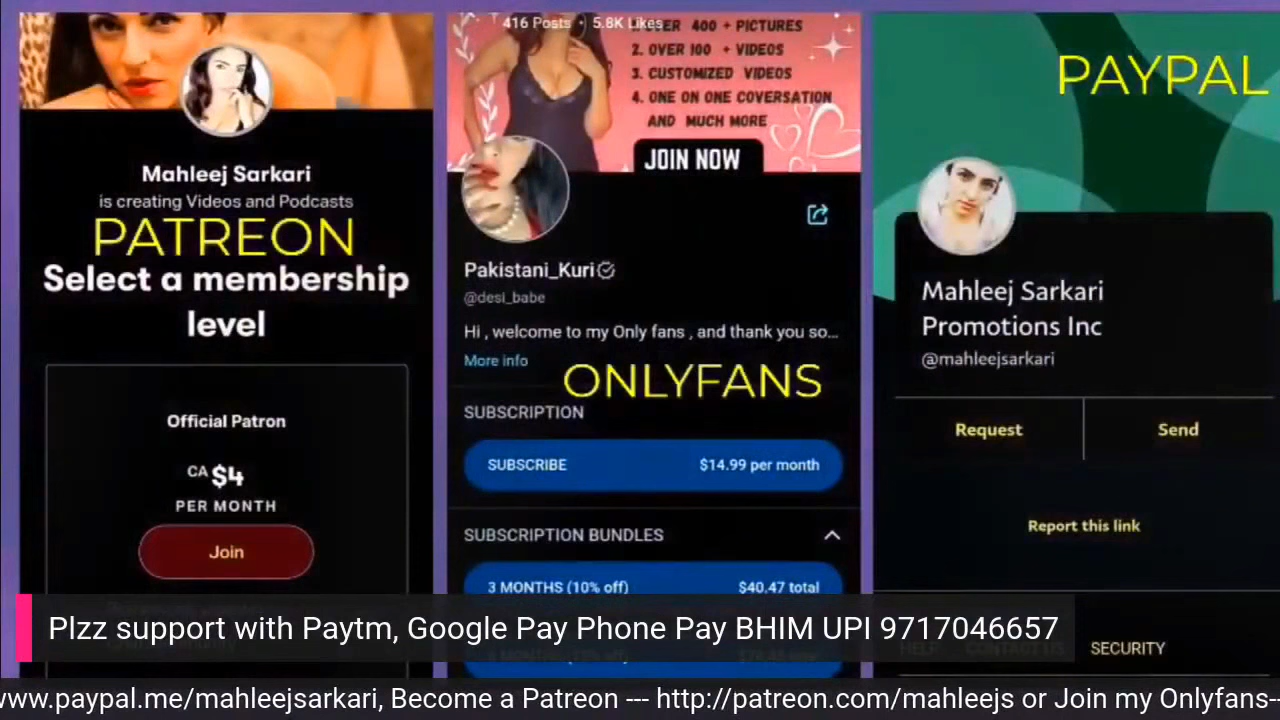 Mahleej Sarkari
is creating Videos and Podcasts
PATREON
Select a membership
level
Official Patron
CA $4
PER MONTH
Join
416 Posts • 5.8K Likes
400 + PICTURES
2. OVER 100 + VIDEOS
3. CUSTOMIZED VIDEOS
4. ONE ON ONE COVERSATION
AND MUCH MORE
JOIN NOW
Pakistani_Kuri
@desi_babe
Hi , welcome to my Only fans , and thank you so...
More info
ONLYFANS
SUBSCRIPTION
SUBSCRIBE $14.99 per month
SUBSCRIPTION BUNDLES
3 MONTHS (10% off) $40.47 total
PAYPAL
Mahleej Sarkari
Promotions Inc
@mahleejsarkari
Request Send
Report this link
HELP CONTACT US SECURITY
Plzz support with Paytm, Google Pay Phone Pay BHIM UPI 9717046657
www.paypal.me/mahleejsarkari, Become a Patreon --- http://patreon.com/mahleejs or Join my Onlyfans-